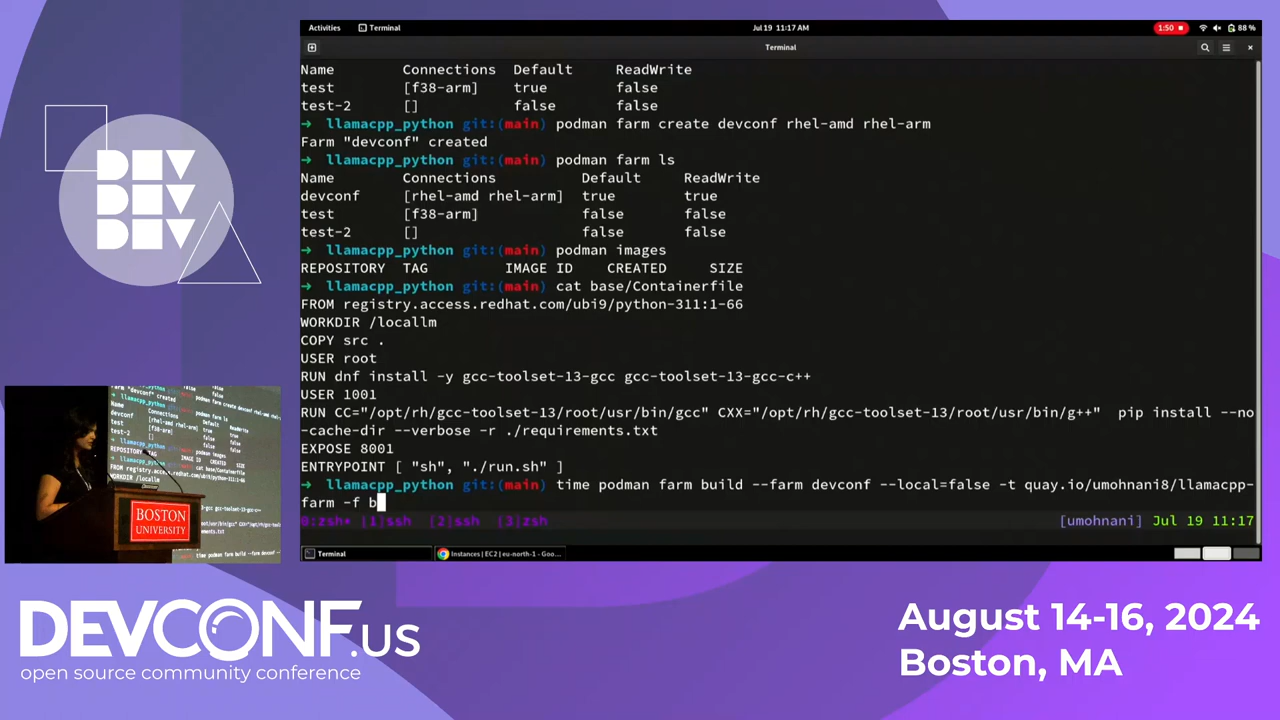 Activities
Terminal
Jul 19 11:17 AM
1:50
88 %
Terminal
Name Connections Default ReadWrite
test [f38-arm] true false
test-2 [] false false
➜ llamacpp_python git:(main) podman farm create devconf rhel-amd rhel-arm
Farm "devconf" created
➜ llamacpp_python git:(main) podman farm ls
Name Connections Default ReadWrite
devconf [rhel-amd rhel-arm] true true
test [f38-arm] false false
test-2 [] false false
➜ llamacpp_python git:(main) podman images
REPOSITORY TAG IMAGE ID CREATED SIZE
➜ llamacpp_python git:(main) cat base/Containerfile
FROM registry.access.redhat.com/ubi9/python-311:1-66
WORKDIR /locallm
COPY src .
USER root
RUN dnf install -y gcc-toolset-13-gcc gcc-toolset-13-gcc-c++
USER 1001
RUN CC="/opt/rh/gcc-toolset-13/root/usr/bin/gcc" CXX="/opt/rh/gcc-toolset-13/root/usr/bin/g++" pip install --no
-cache-dir --verbose -r ./requirements.txt
EXPOSE 8001
ENTRYPOINT [ "sh", "./run.sh" ]
➜ llamacpp_python git:(main) time podman farm build --farm devconf --local=false -t quay.io/umohnani8/llamacpp-
farm -f b
0:zsh* |1|ssh [2]ssh [3]zsh
[umohnani] Jul 19 11:17
Terminal
Instances | EC2 | eu-north-1 - Goo...
DEV
DEV
DEV
BOSTON
UNIVERSITY
DEVCONF.US
open source community conference
August 14-16, 2024
Boston, MA